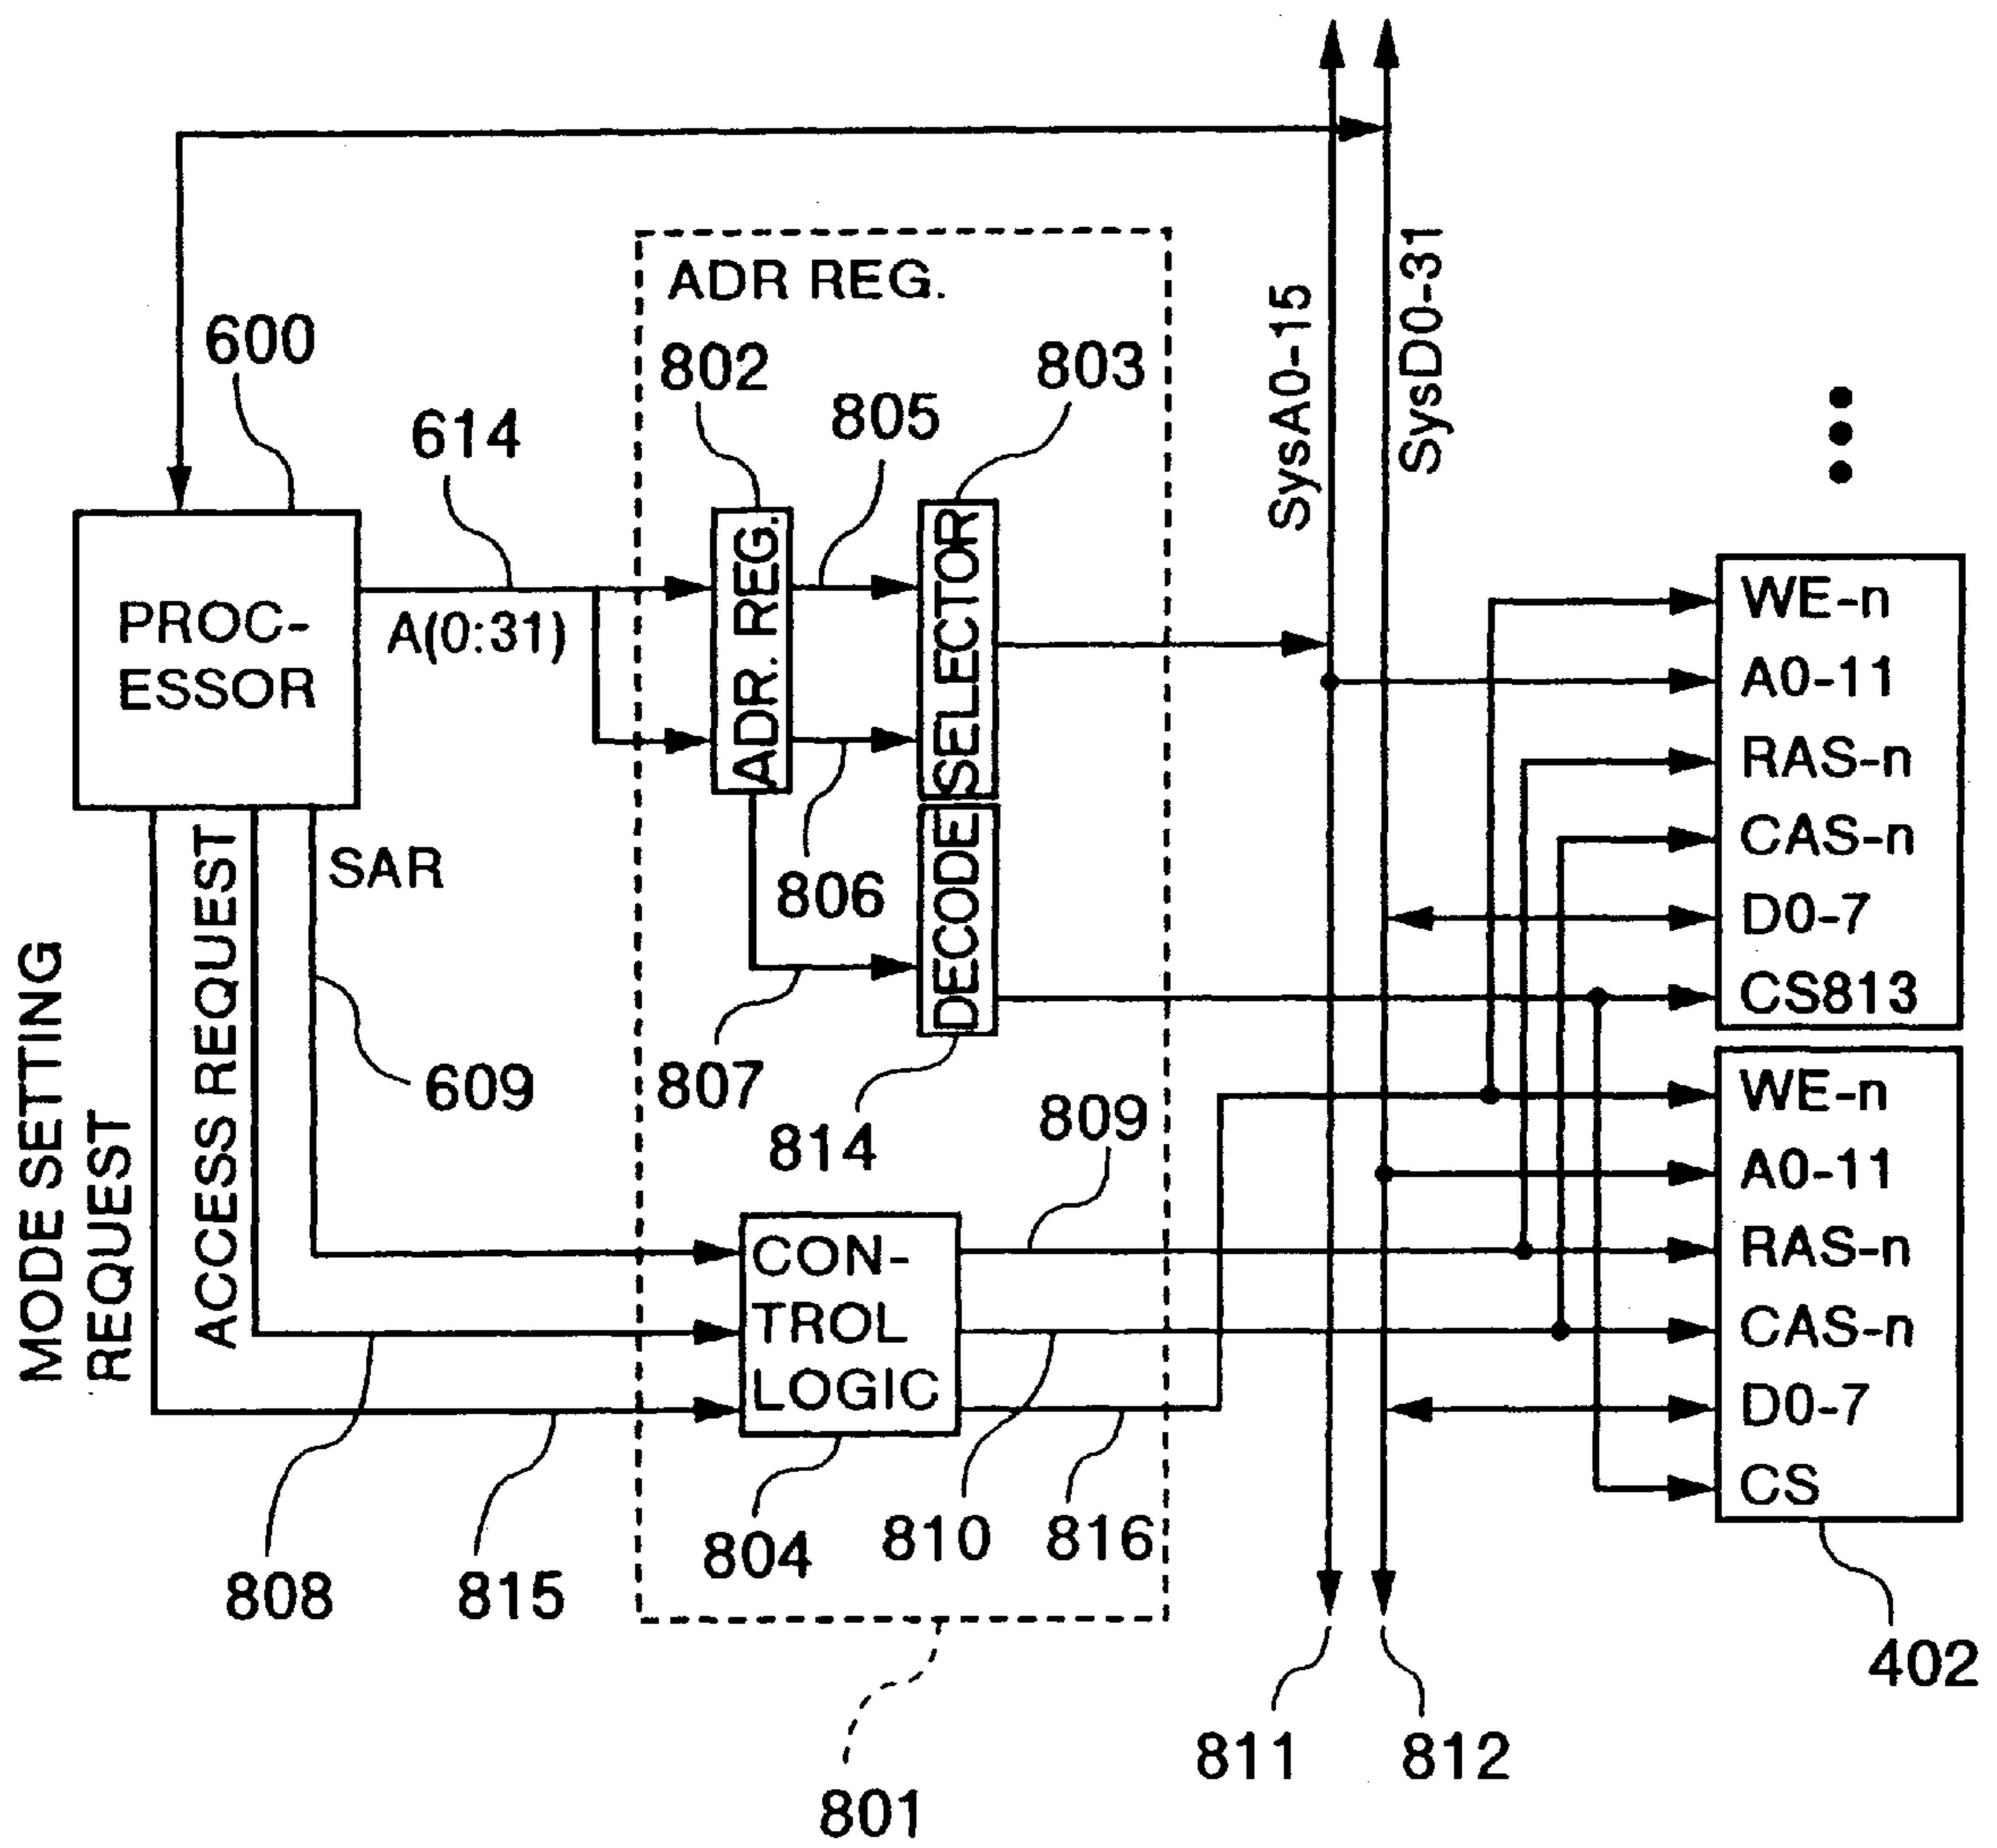 SysA0-15
SysD0-31
ADR REG.
600
802
803
805
614
PROC-
ESSOR
A(0:31)
ADR. REG.
SELECTOR
DECODE
806
807
814
SAR
609
ACCESS REQUEST
MODE SETTING
REQUEST
WE-n
A0-11
RAS-n
CAS-n
D0-7
CS813
WE-n
A0-11
RAS-n
CAS-n
D0-7
CS
809
CON-
TROL
LOGIC
804
810
816
808
815
801
811
812
402